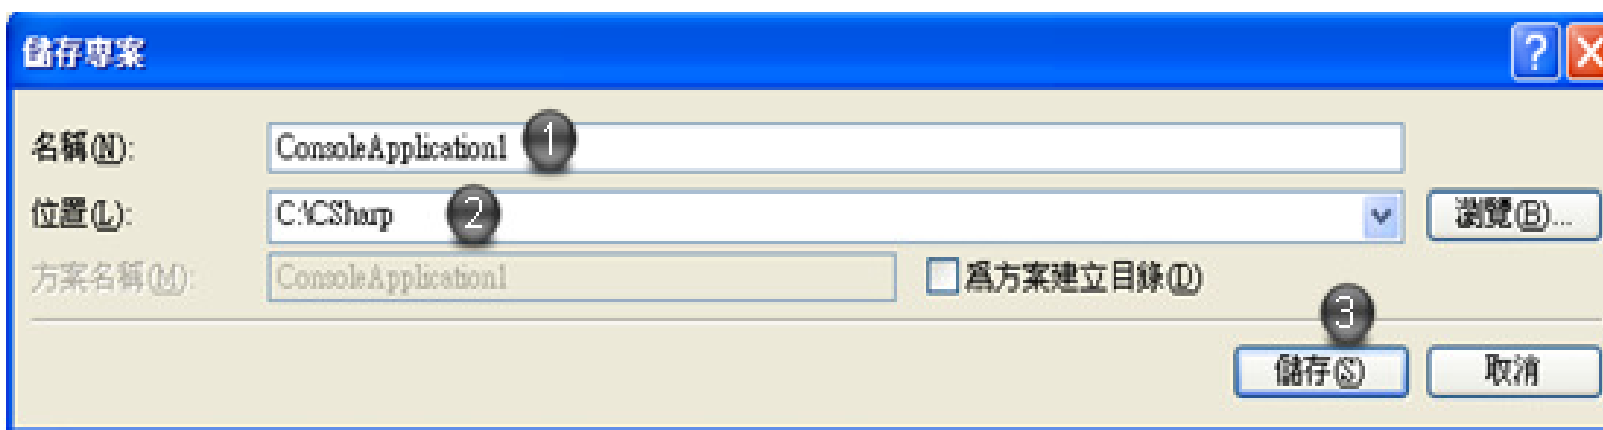 儲存專案
?
名稱(N): ConsoleApplication1 1
位置(L): C:\CSharp 2 瀏覽(B)...
方案名稱(M): ConsoleApplication1 爲方案建立目錄(D)
3
儲存(S) 取消